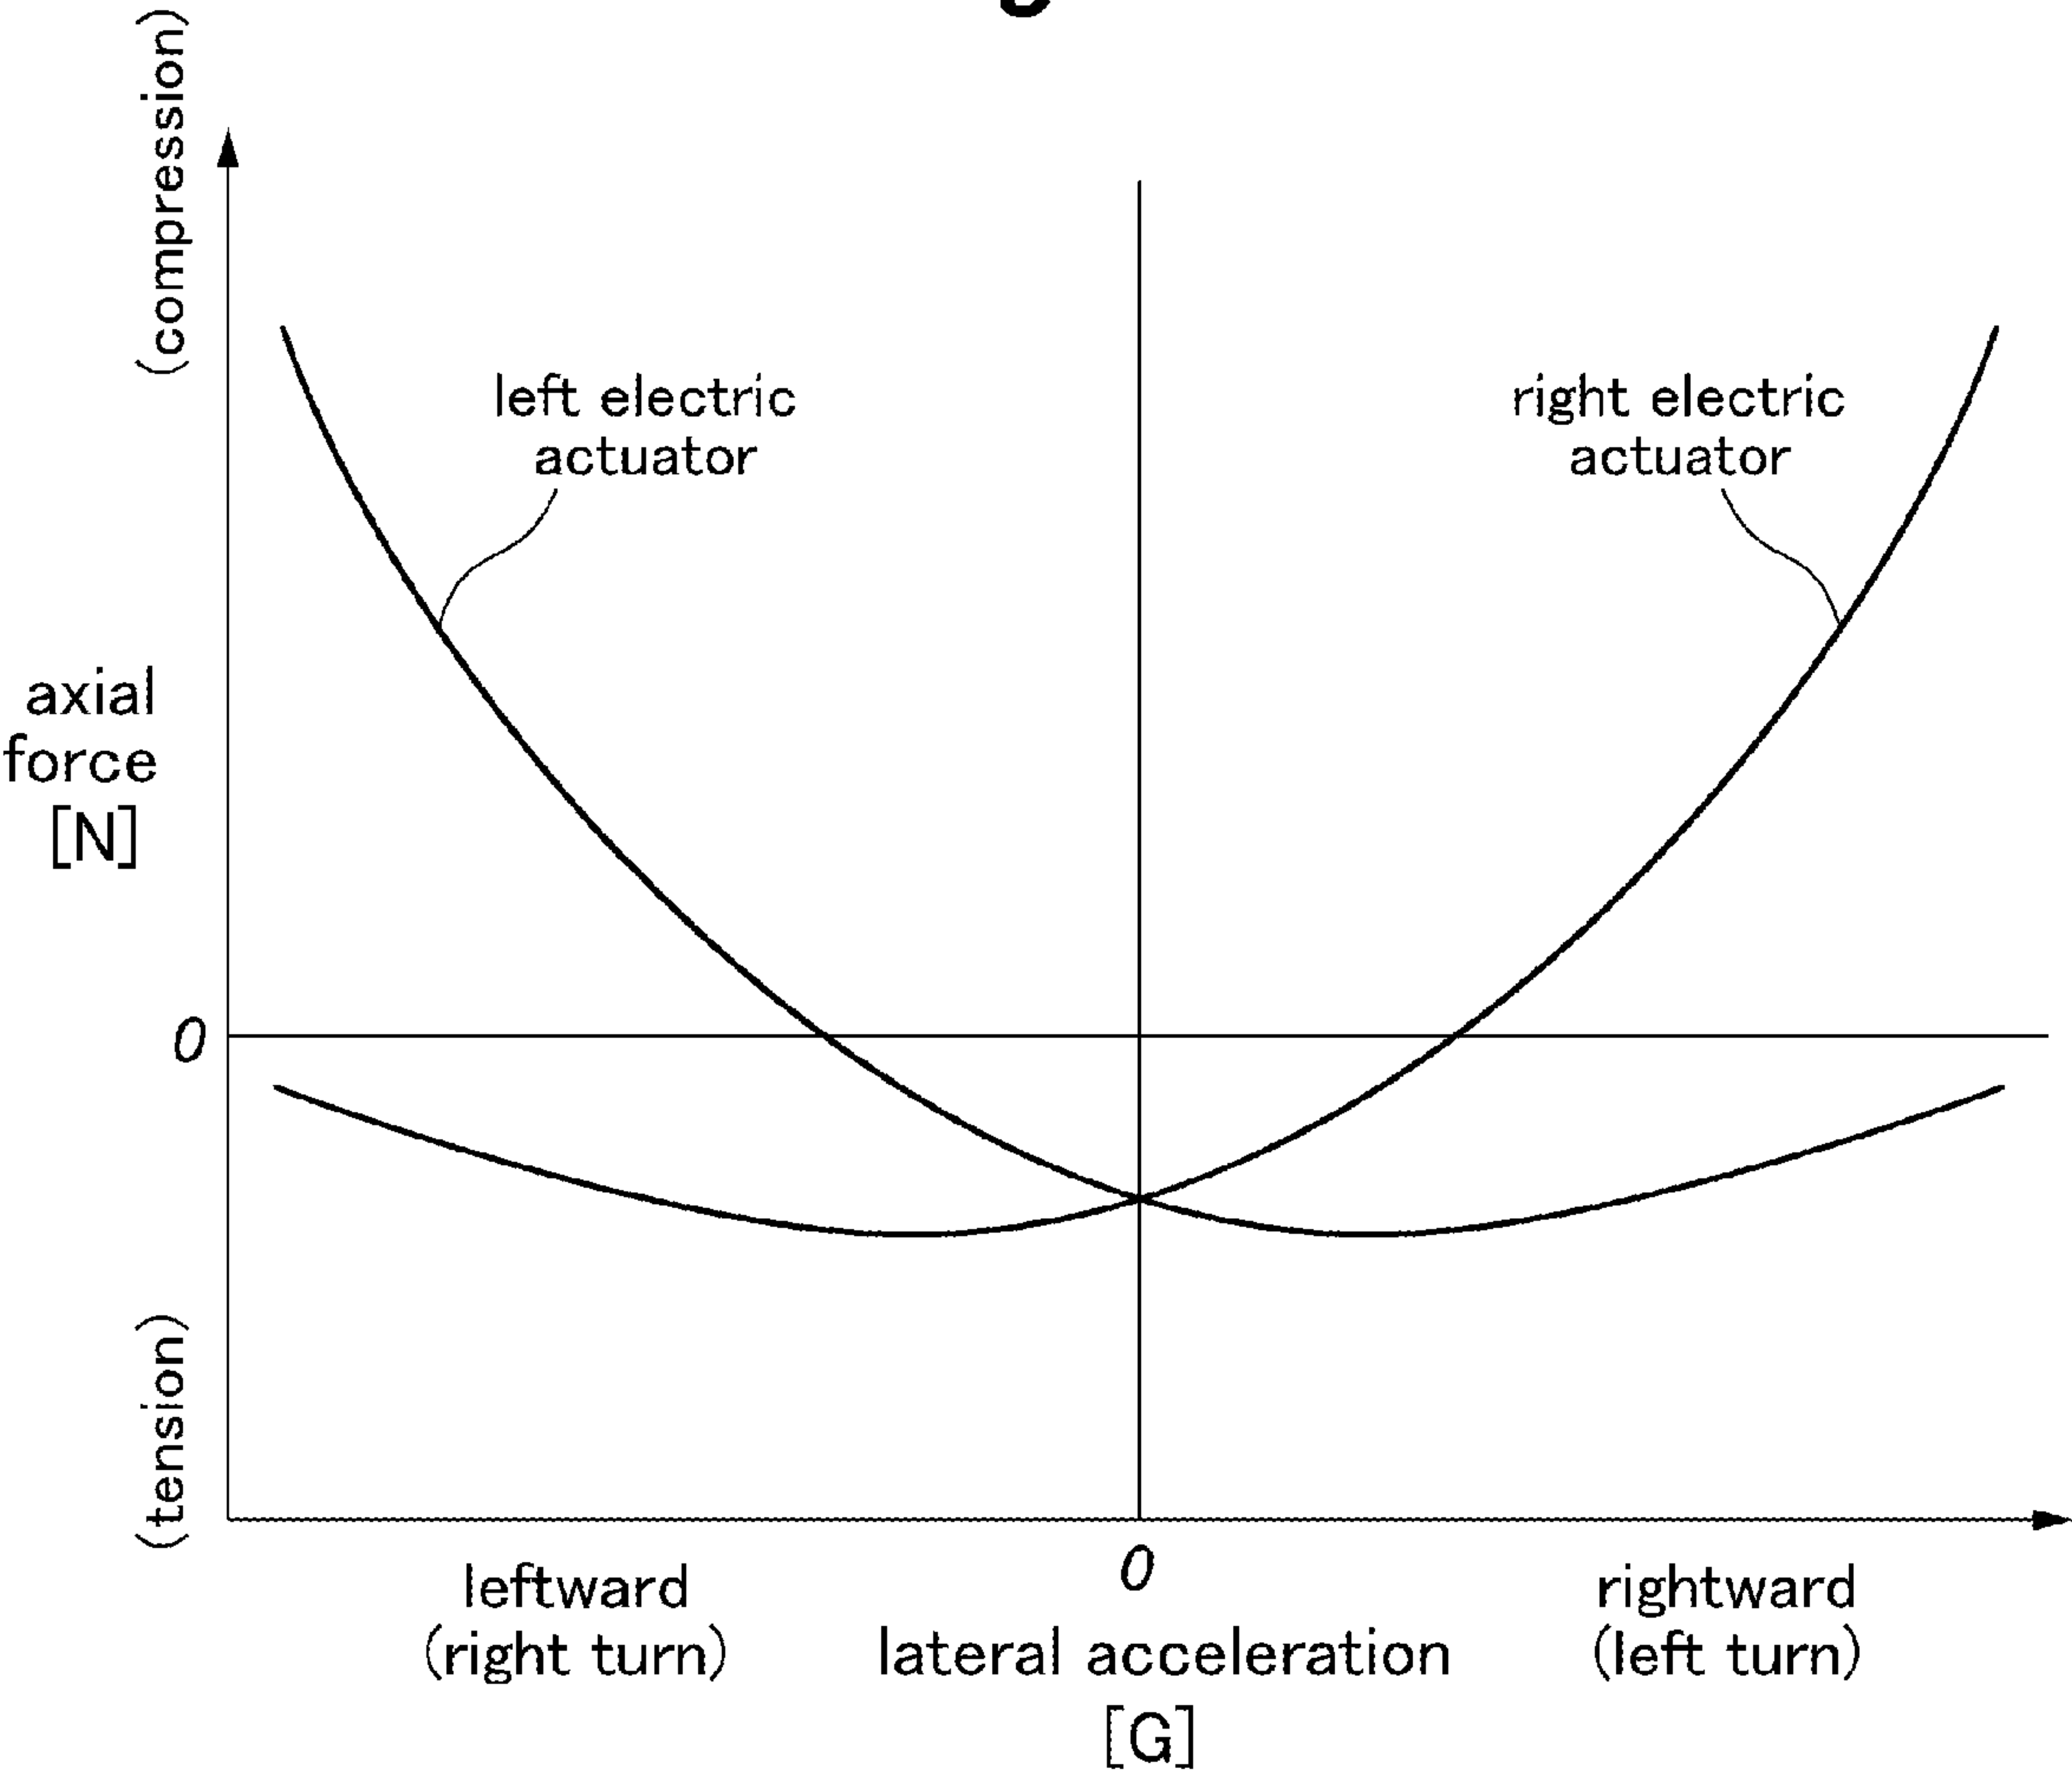 (compression)
left electric
actuator
right electric
actuator
axial
force
[N]
0
(tension)
0
leftward
(right turn)
lateral acceleration
[G]
rightward
(left turn)